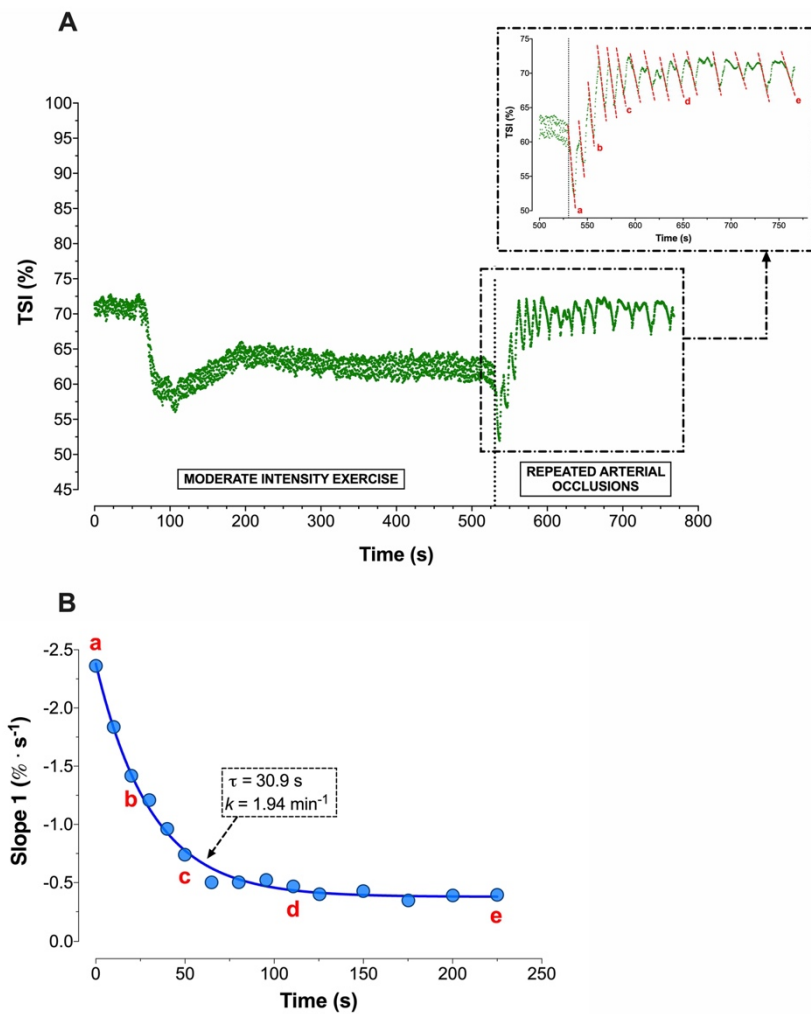 A
TSI (%)
100
95
90
85
80
75
70
65
60
55
50
45
0
100
200
300
400
500
600
700
800
Time (s)
MODERATE INTENSITY EXERCISE
REPEATED ARTERIAL
OCCLUSIONS
TSI (%)
75
70
65
60
55
50
500
550
600
650
700
750
Time (s)
a
b
c
d
e
B
Slope 1 (% · s⁻¹)
-2.5
-2.0
-1.5
-1.0
-0.5
0.0
0
50
100
150
200
250
Time (s)
a
b
c
d
e
τ = 30.9 s
k = 1.94 min⁻¹